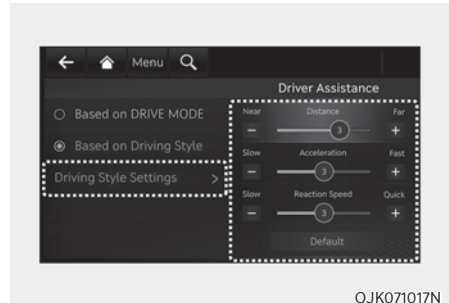 Menu
Driver Assistance
Based on DRIVE MODE
Based on Driving Style
Driving Style Settings >
Near Distance Far
− 3 +
Slow Acceleration Fast
− 3 +
Slow Reaction Speed Quick
− 3 +
Default
OJK071017N